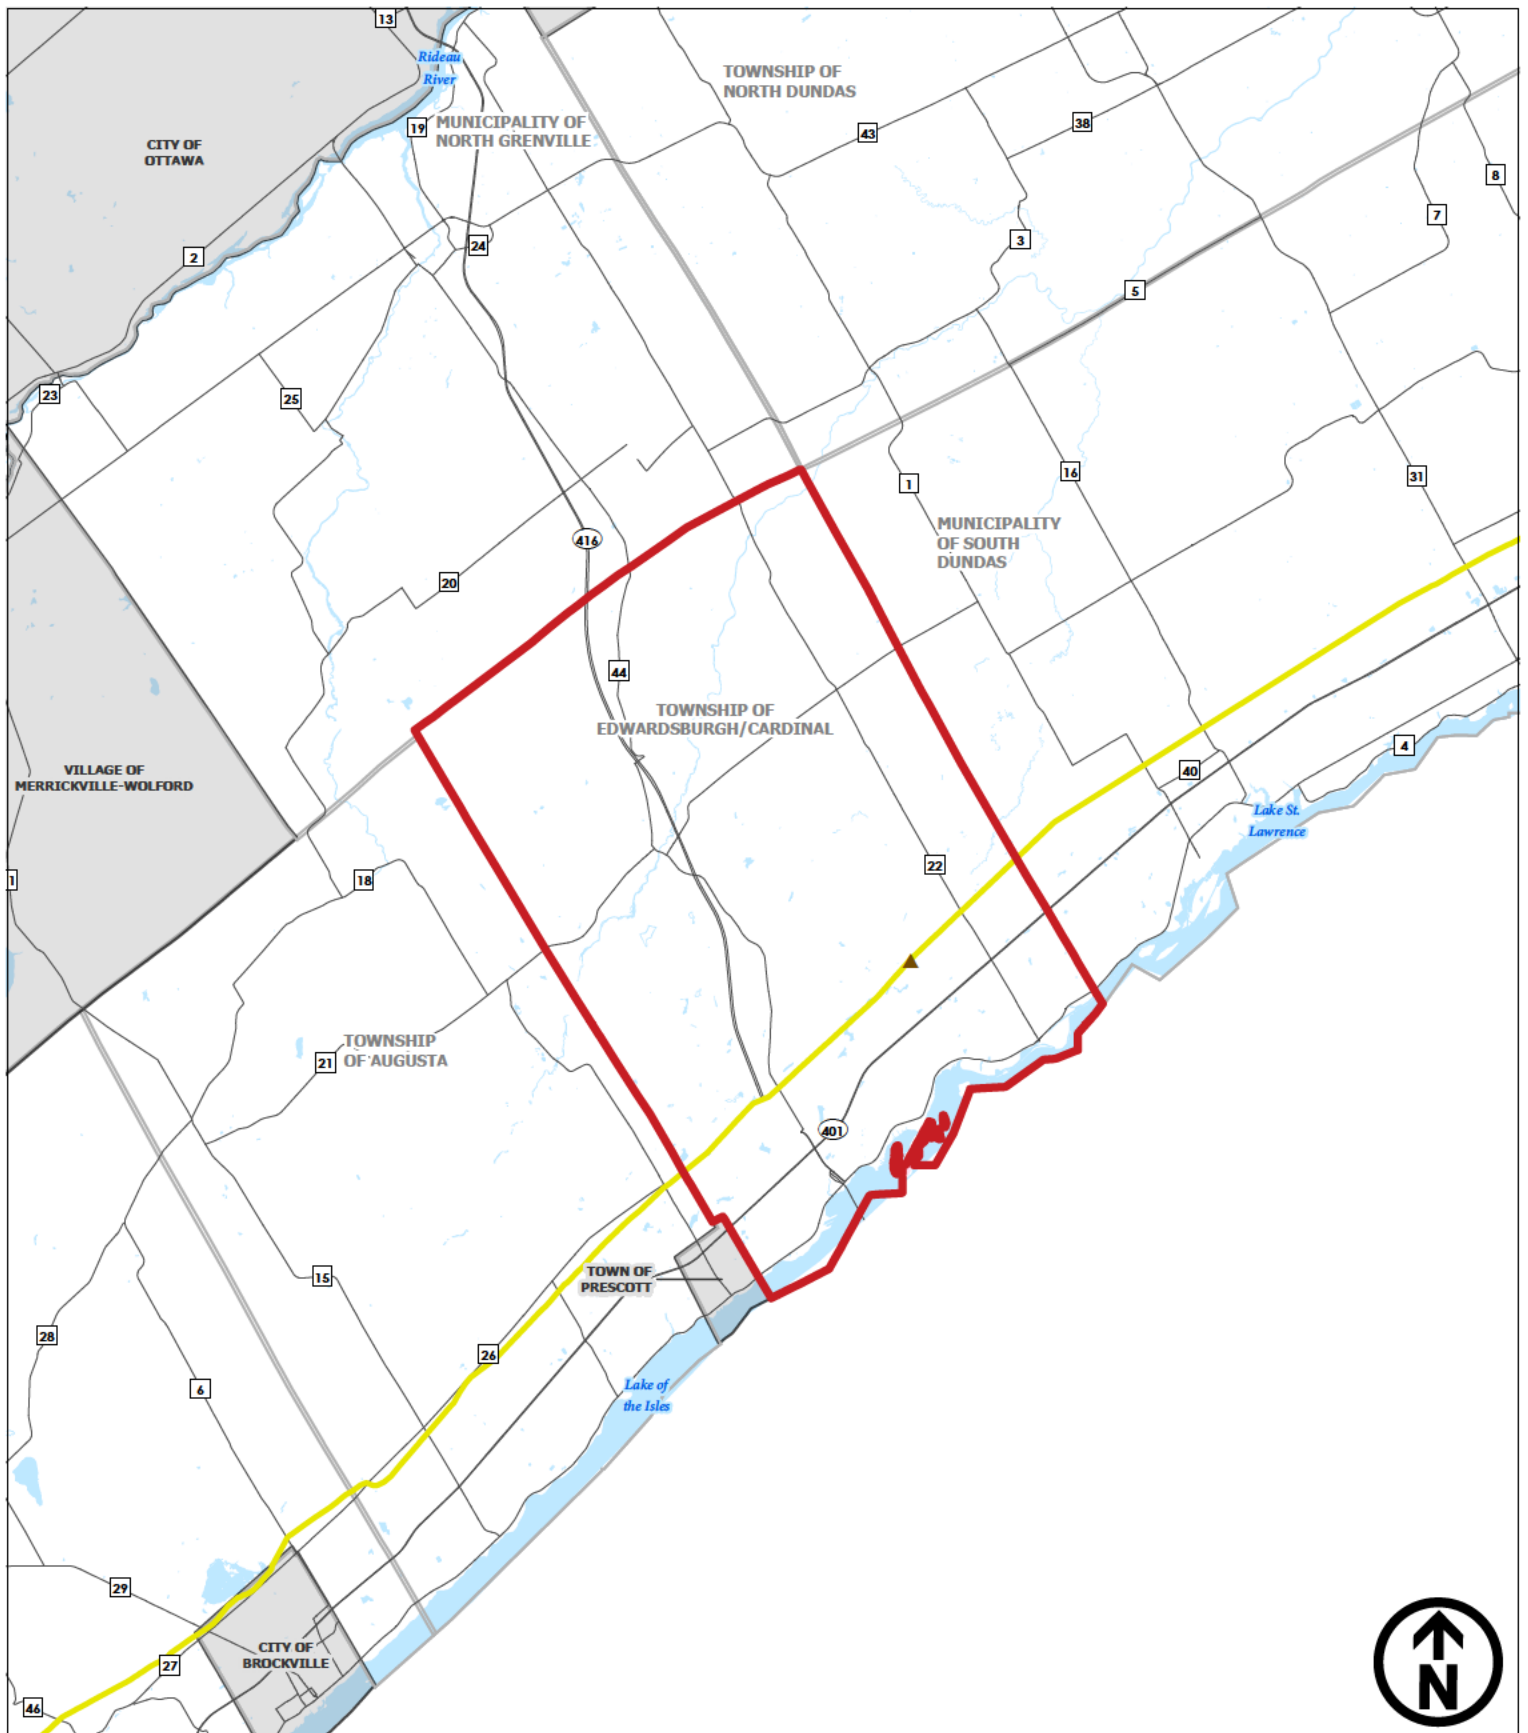 13
Rideau
River
TOWNSHIP OF
NORTH DUNDAS
19
MUNICIPALITY OF
NORTH GRENVILLE
43
38
CITY OF
OTTAWA
8
7
24
3
2
5
23
25
16
31
1
MUNICIPALITY
OF SOUTH
DUNDAS
416
20
44
TOWNSHIP OF
EDWARDSBURGH/CARDINAL
4
VILLAGE OF
MERRICKVILLE-WOLFORD
40
Lake St.
Lawrence
22
18
1
TOWNSHIP
OF AUGUSTA
21
401
TOWN OF
PRESCOTT
15
28
26
6
Lake of
the Isles
29
CITY OF
BROCKVILLE
27
46
N